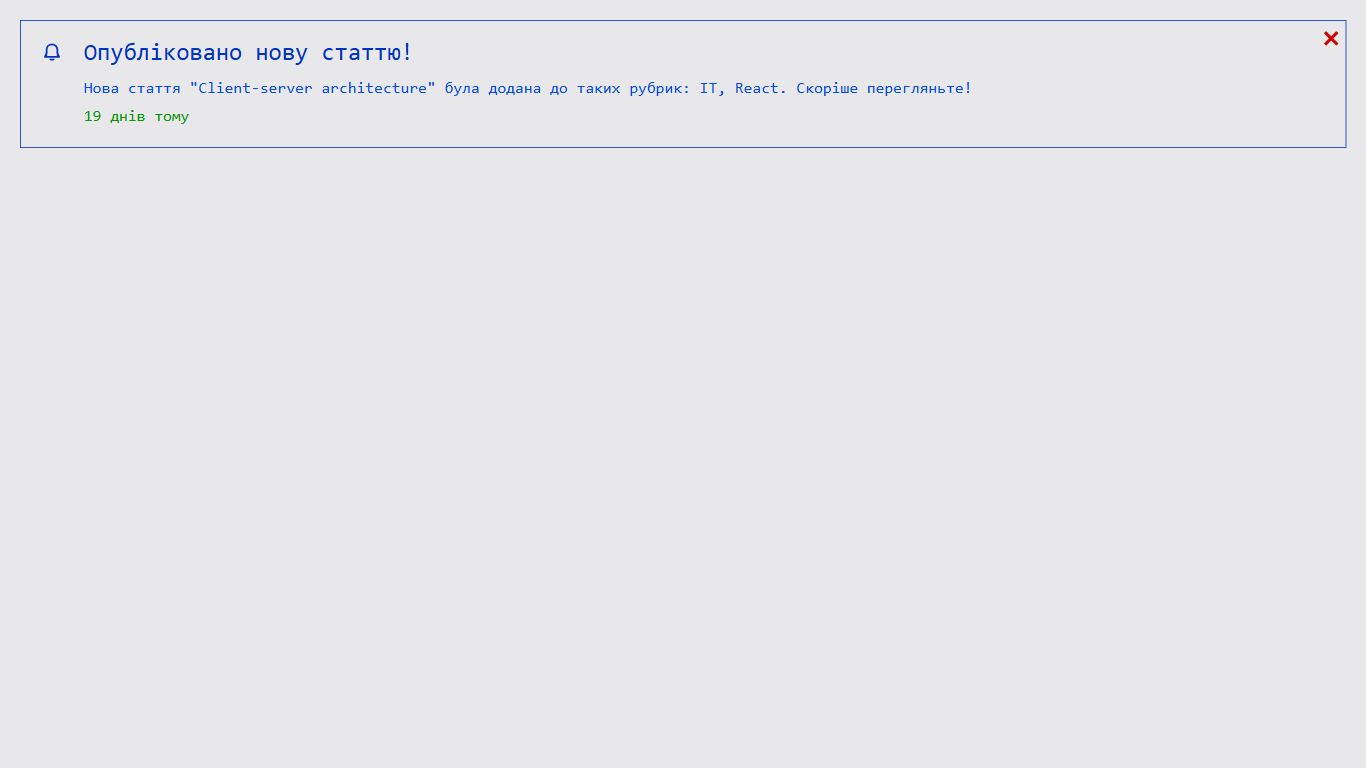 Опубліковано нову статтю!
Нова стаття "Client-server architecture" була додана до таких рубрик: IT, React. Скоріше перегляньте!
19 днів тому